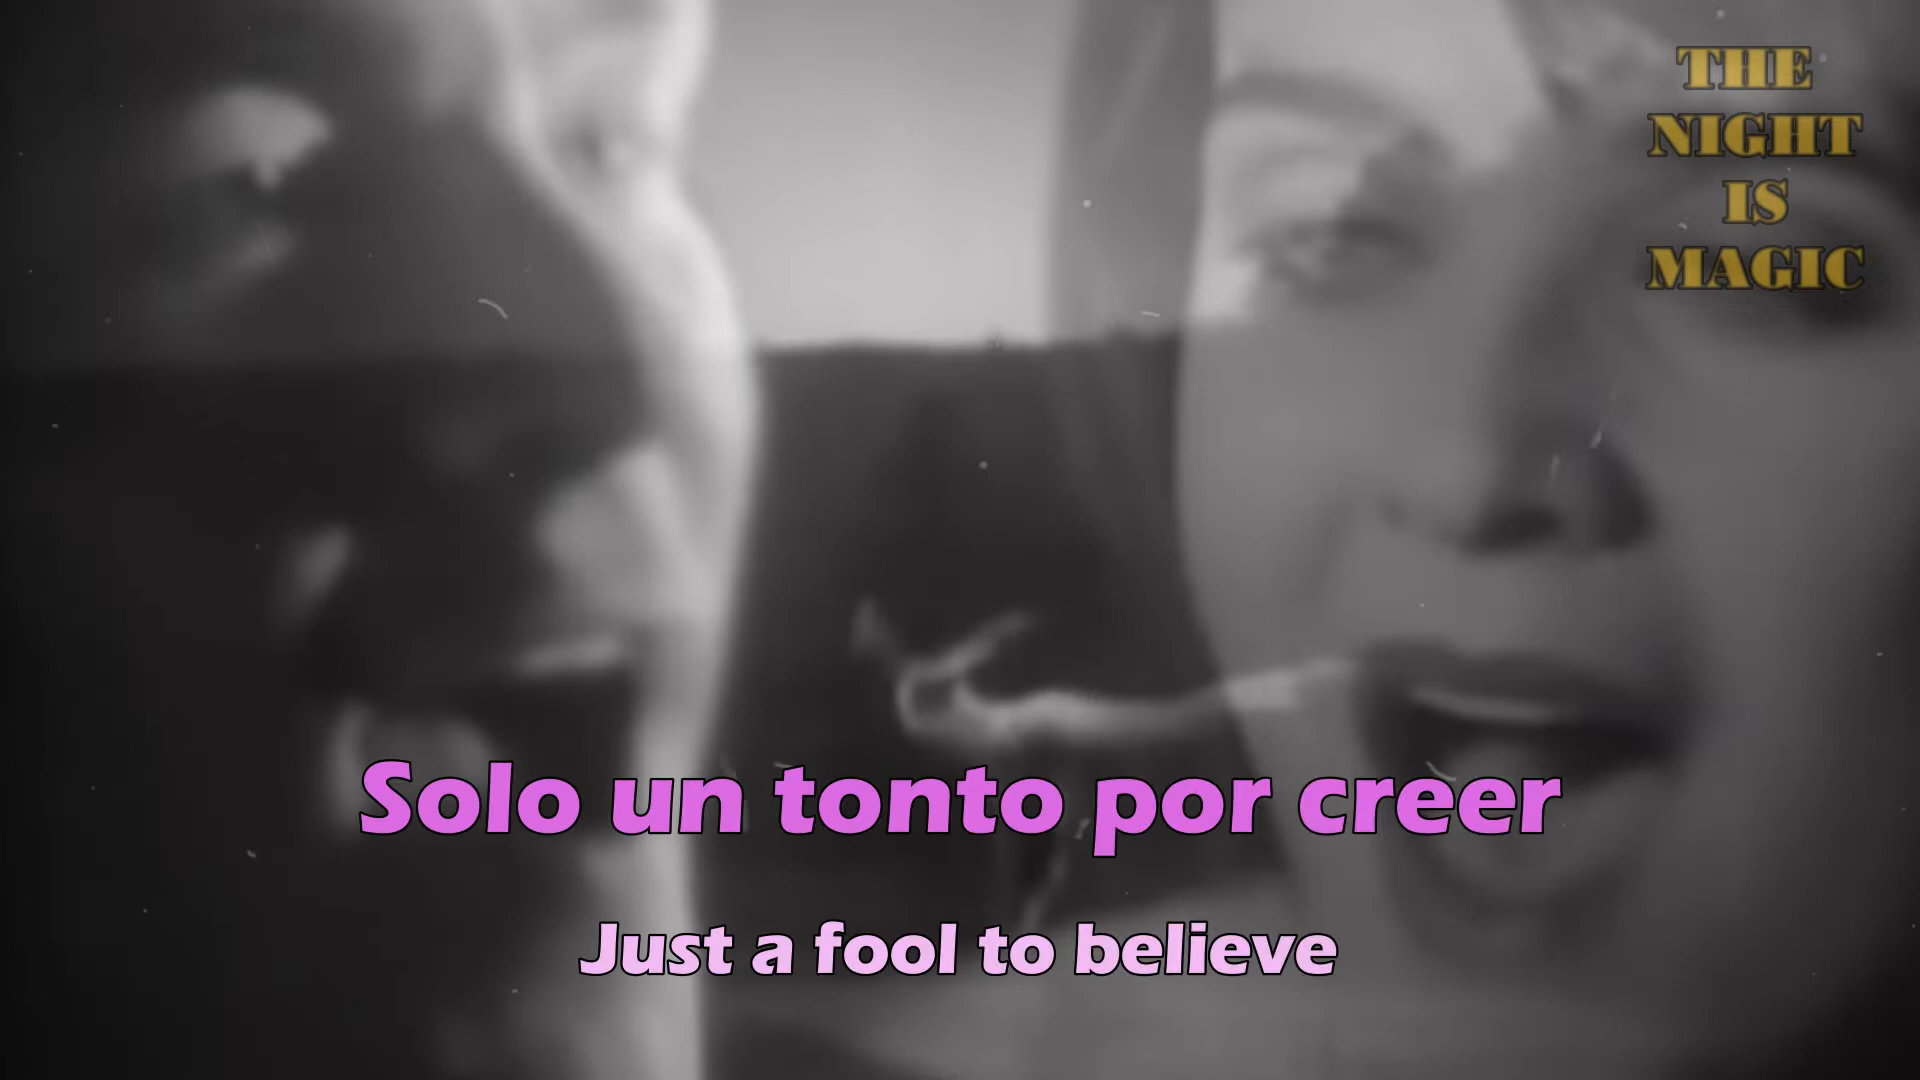 THE
NIGHT
IS
MAGIC
Solo un tonto por creer
Just a fool to believe